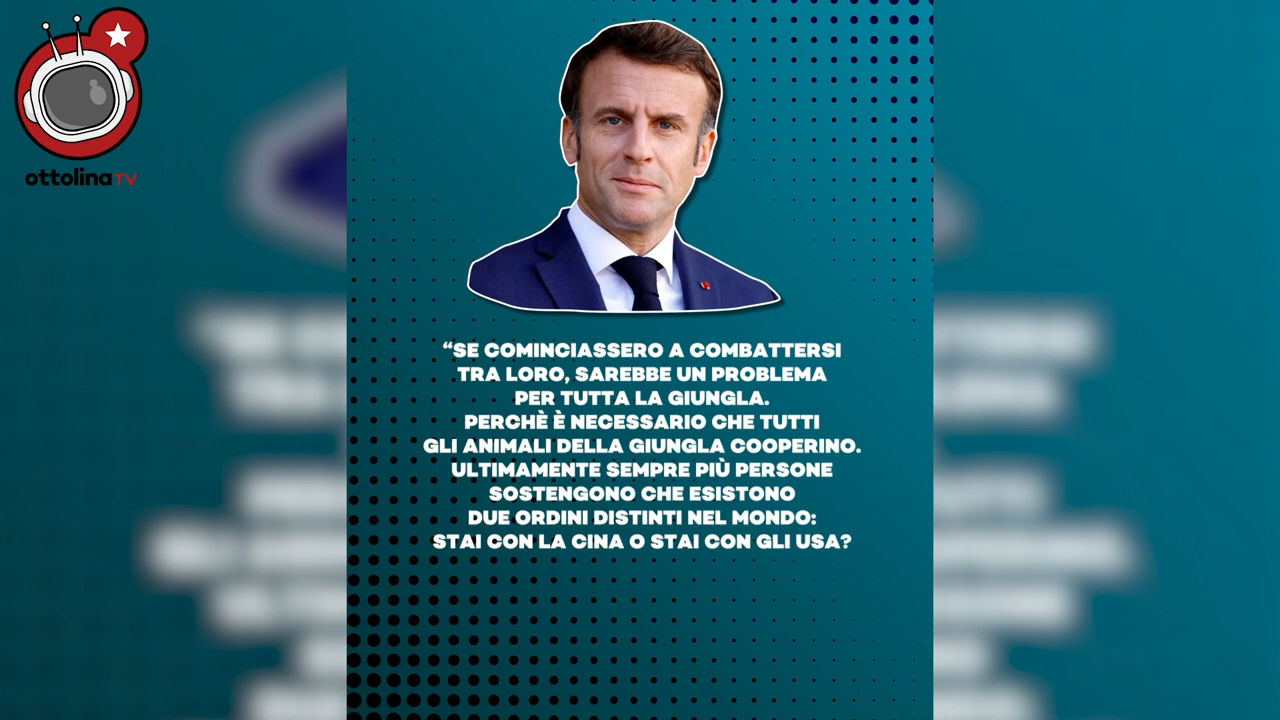 ottolinaTV
“SE COMINCIASSERO A COMBATTERSI
TRA LORO, SAREBBE UN PROBLEMA
PER TUTTA LA GIUNGLA.
PERCHÈ È NECESSARIO CHE TUTTI
GLI ANIMALI DELLA GIUNGLA COOPERINO.
ULTIMAMENTE SEMPRE PIÙ PERSONE
SOSTENGONO CHE ESISTONO
DUE ORDINI DISTINTI NEL MONDO:
STAI CON LA CINA O STAI CON GLI USA?